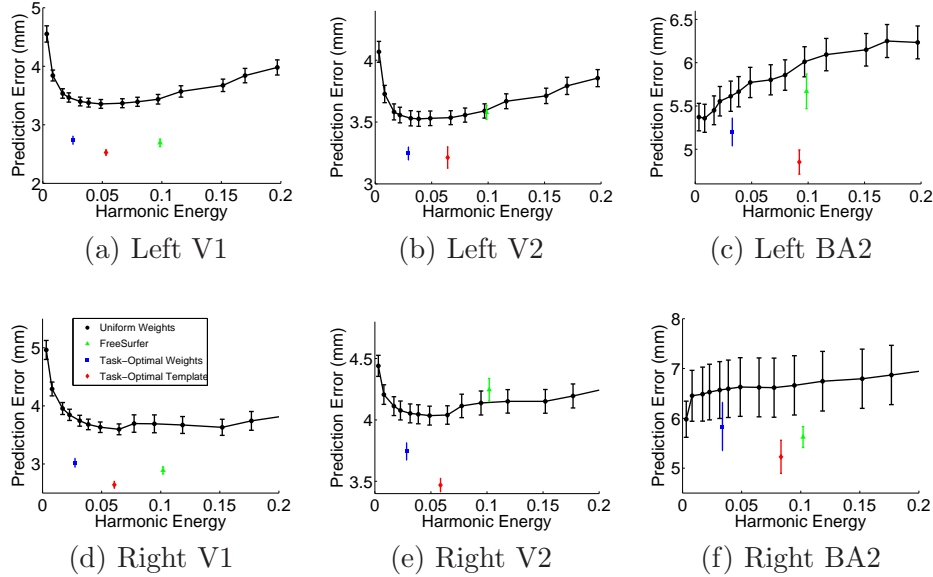 Prediction Error (mm)
5
4
3
2
0
0.05
0.1
0.15
0.2
Harmonic Energy
(a) Left V1
Prediction Error (mm)
4.5
4
3.5
3
0
0.05
0.1
0.15
0.2
Harmonic Energy
(b) Left V2
Prediction Error (mm)
6.5
6
5.5
5
0
0.05
0.1
0.15
0.2
Harmonic Energy
(c) Left BA2
Prediction Error (mm)
5
4
3
0
0.05
0.1
0.15
0.2
Harmonic Energy
Uniform Weights
FreeSurfer
Task-Optimal Weights
Task-Optimal Template
(d) Right V1
Prediction Error (mm)
4.5
4
3.5
0
0.05
0.1
0.15
0.2
Harmonic Energy
(e) Right V2
Prediction Error (mm)
8
7
6
5
0
0.05
0.1
0.15
0.2
Harmonic Energy
(f) Right BA2